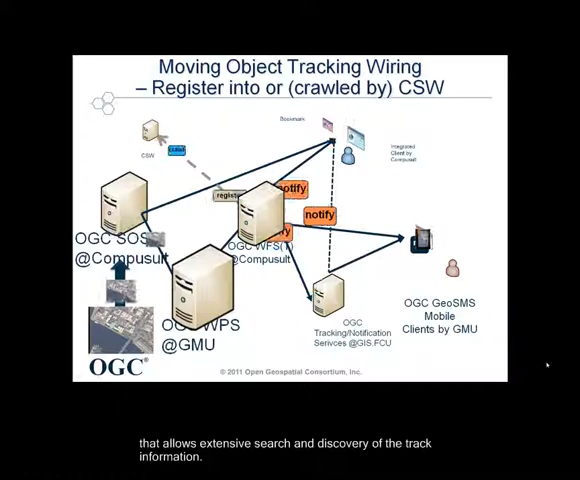 Moving Object Tracking Wiring
– Register into or (crawled by) CSW
Bookmark
CSW
Integrated
Client by
Compusult
notify
notify
OGC SOS
@Compusult
OGC WFS(T)
@Compusult
WPS
@GMU
OGC
Tracking/Notification
Serivces @GIS.FCU
OGC GeoSMS
Mobile
Clients by GMU
OGC®
© 2011 Open Geospatial Consortium, Inc.
that allows extensive search and discovery of the track
information.